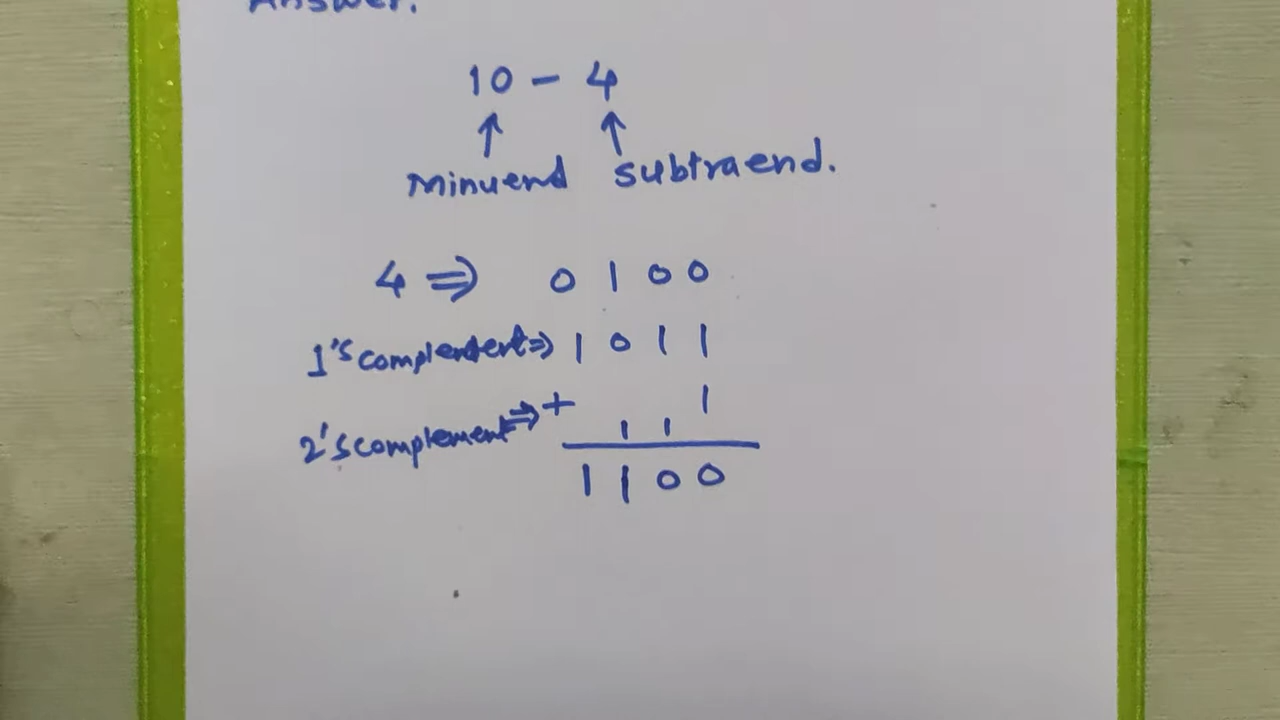 Answer.
10 - 4
↑ ↑
Minuend subtraend.
4 ⇒ 0 1 0 0
1's complement ⇒ 1 0 1 1
+ 1
2's complement ⇒ 1 1
1 1 0 0